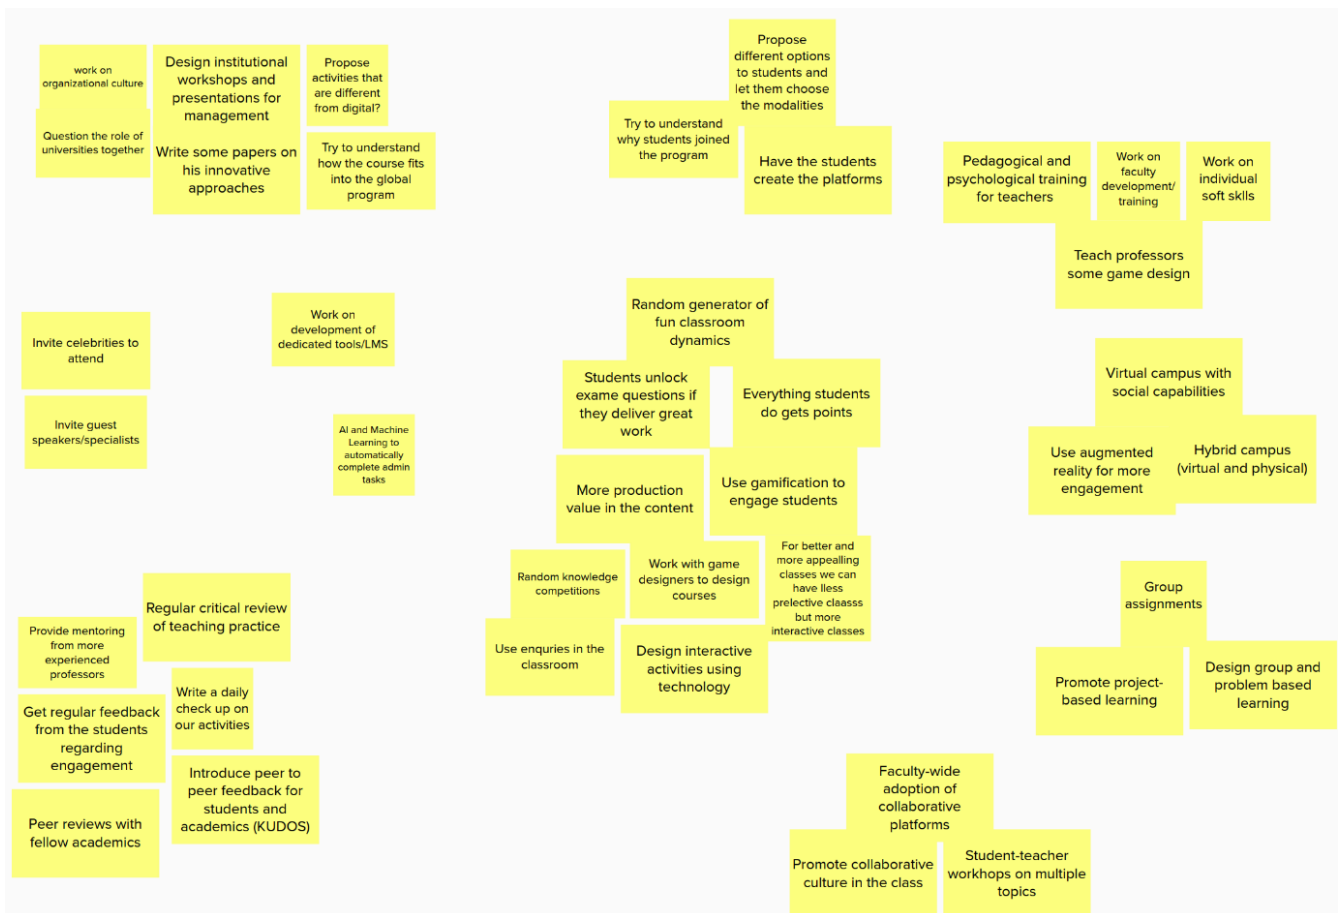 work on
organizational culture
Design institutional
workshops and
presentations for
management
Propose
activities that
are different
from digital?
Question the role of
universities together
Write some papers on
his innovative
approaches
Try to understand
how the course fits
into the global
program
Propose
different options
to students and
let them choose
the modalities
Try to understand
why students joined
the program
Have the students
create the platforms
Pedagogical and
psychological training
for teachers
Work on
faculty
development/
training
Work on
individual
soft sklls
Teach professors
some game design
Invite celebrities to
attend
Invite guest
speakers/specialists
Work on
development of
dedicated tools/LMS
AI and Machine
Learning to
automatically
complete admin
tasks
Random generator of
fun classroom
dynamics
Students unlock
exame questions if
they deliver great
work
Everything students
do gets points
More production
value in the content
Use gamification to
engage students
Random knowledge
competitions
Work with game
designers to design
courses
For better and
more appealling
classes we can
have lless
prelective claasss
but more
interactive classes
Use enquries in the
classroom
Design interactive
activities using
technology
Virtual campus with
social capabilities
Use augmented
reality for more
engagement
Hybrid campus
(virtual and physical)
Group
assignments
Promote project-
based learning
Design group and
problem based
learning
Regular critical review
of teaching practice
Provide mentoring
from more
experienced
professors
Write a daily
check up on
our activities
Get regular feedback
from the students
regarding
engagement
Introduce peer to
peer feedback for
students and
academics (KUDOS)
Peer reviews with
fellow academics
Faculty-wide
adoption of
collaborative
platforms
Promote collaborative
culture in the class
Student-teacher
workhops on multiple
topics